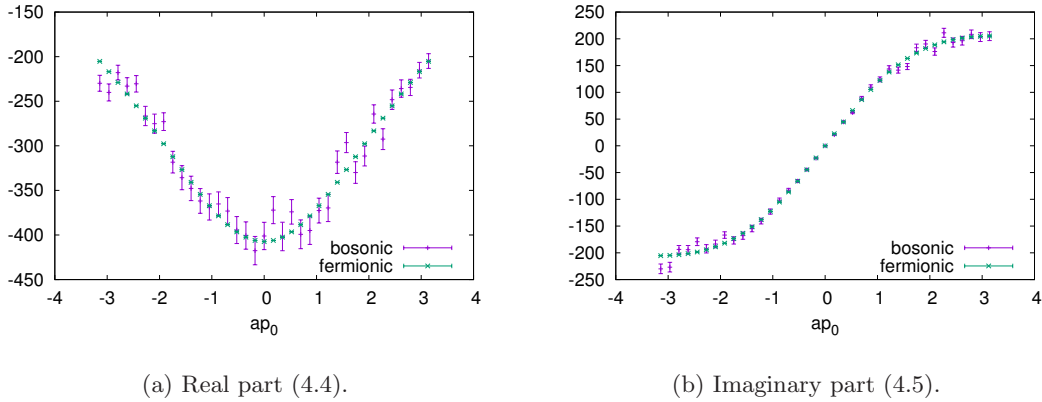 -150
-200
-250
-300
-350
-400
-450
-4 -3 -2 -1 0 1 2 3 4
ap0
bosonic
fermionic
250
200
150
100
50
0
-50
-100
-150
-200
-250
-4 -3 -2 -1 0 1 2 3 4
ap0
bosonic
fermionic
(a) Real part (4.4).
(b) Imaginary part (4.5).